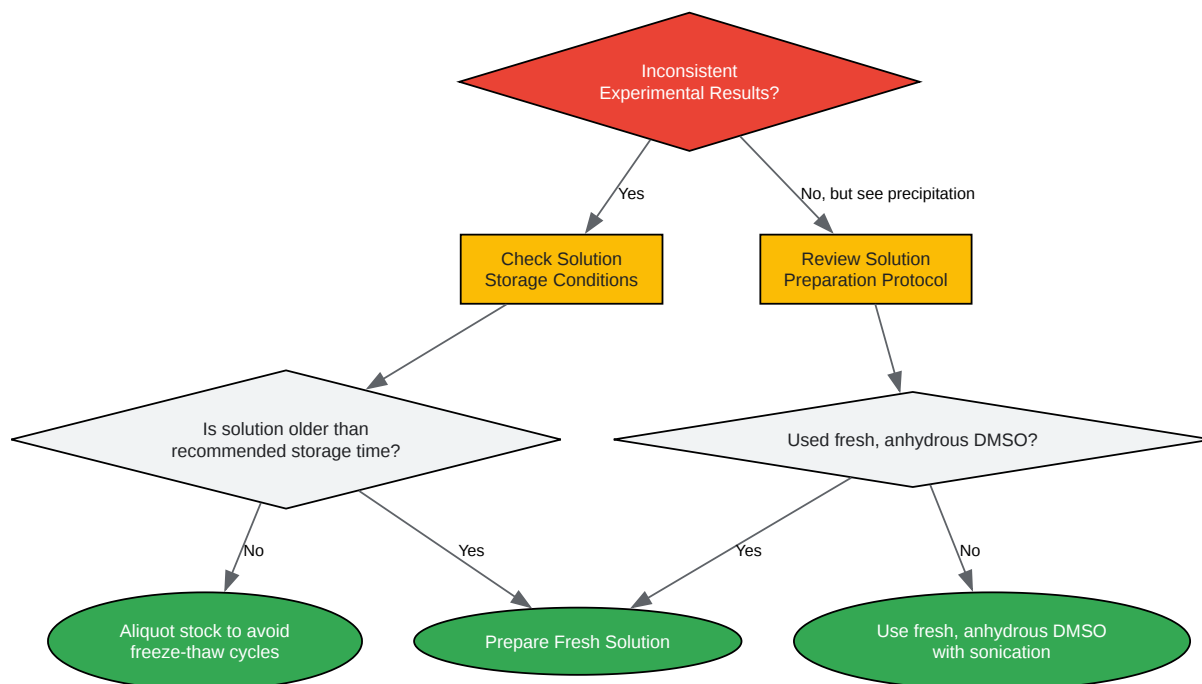 Inconsistent
Experimental Results?
Yes
No, but see precipitation
Check Solution
Storage Conditions
Review Solution
Preparation Protocol
Is solution older than
recommended storage time?
Used fresh, anhydrous DMSO?
No
Yes
Yes
No
Aliquot stock to avoid
freeze-thaw cycles
Prepare Fresh Solution
Use fresh, anhydrous DMSO
with sonication